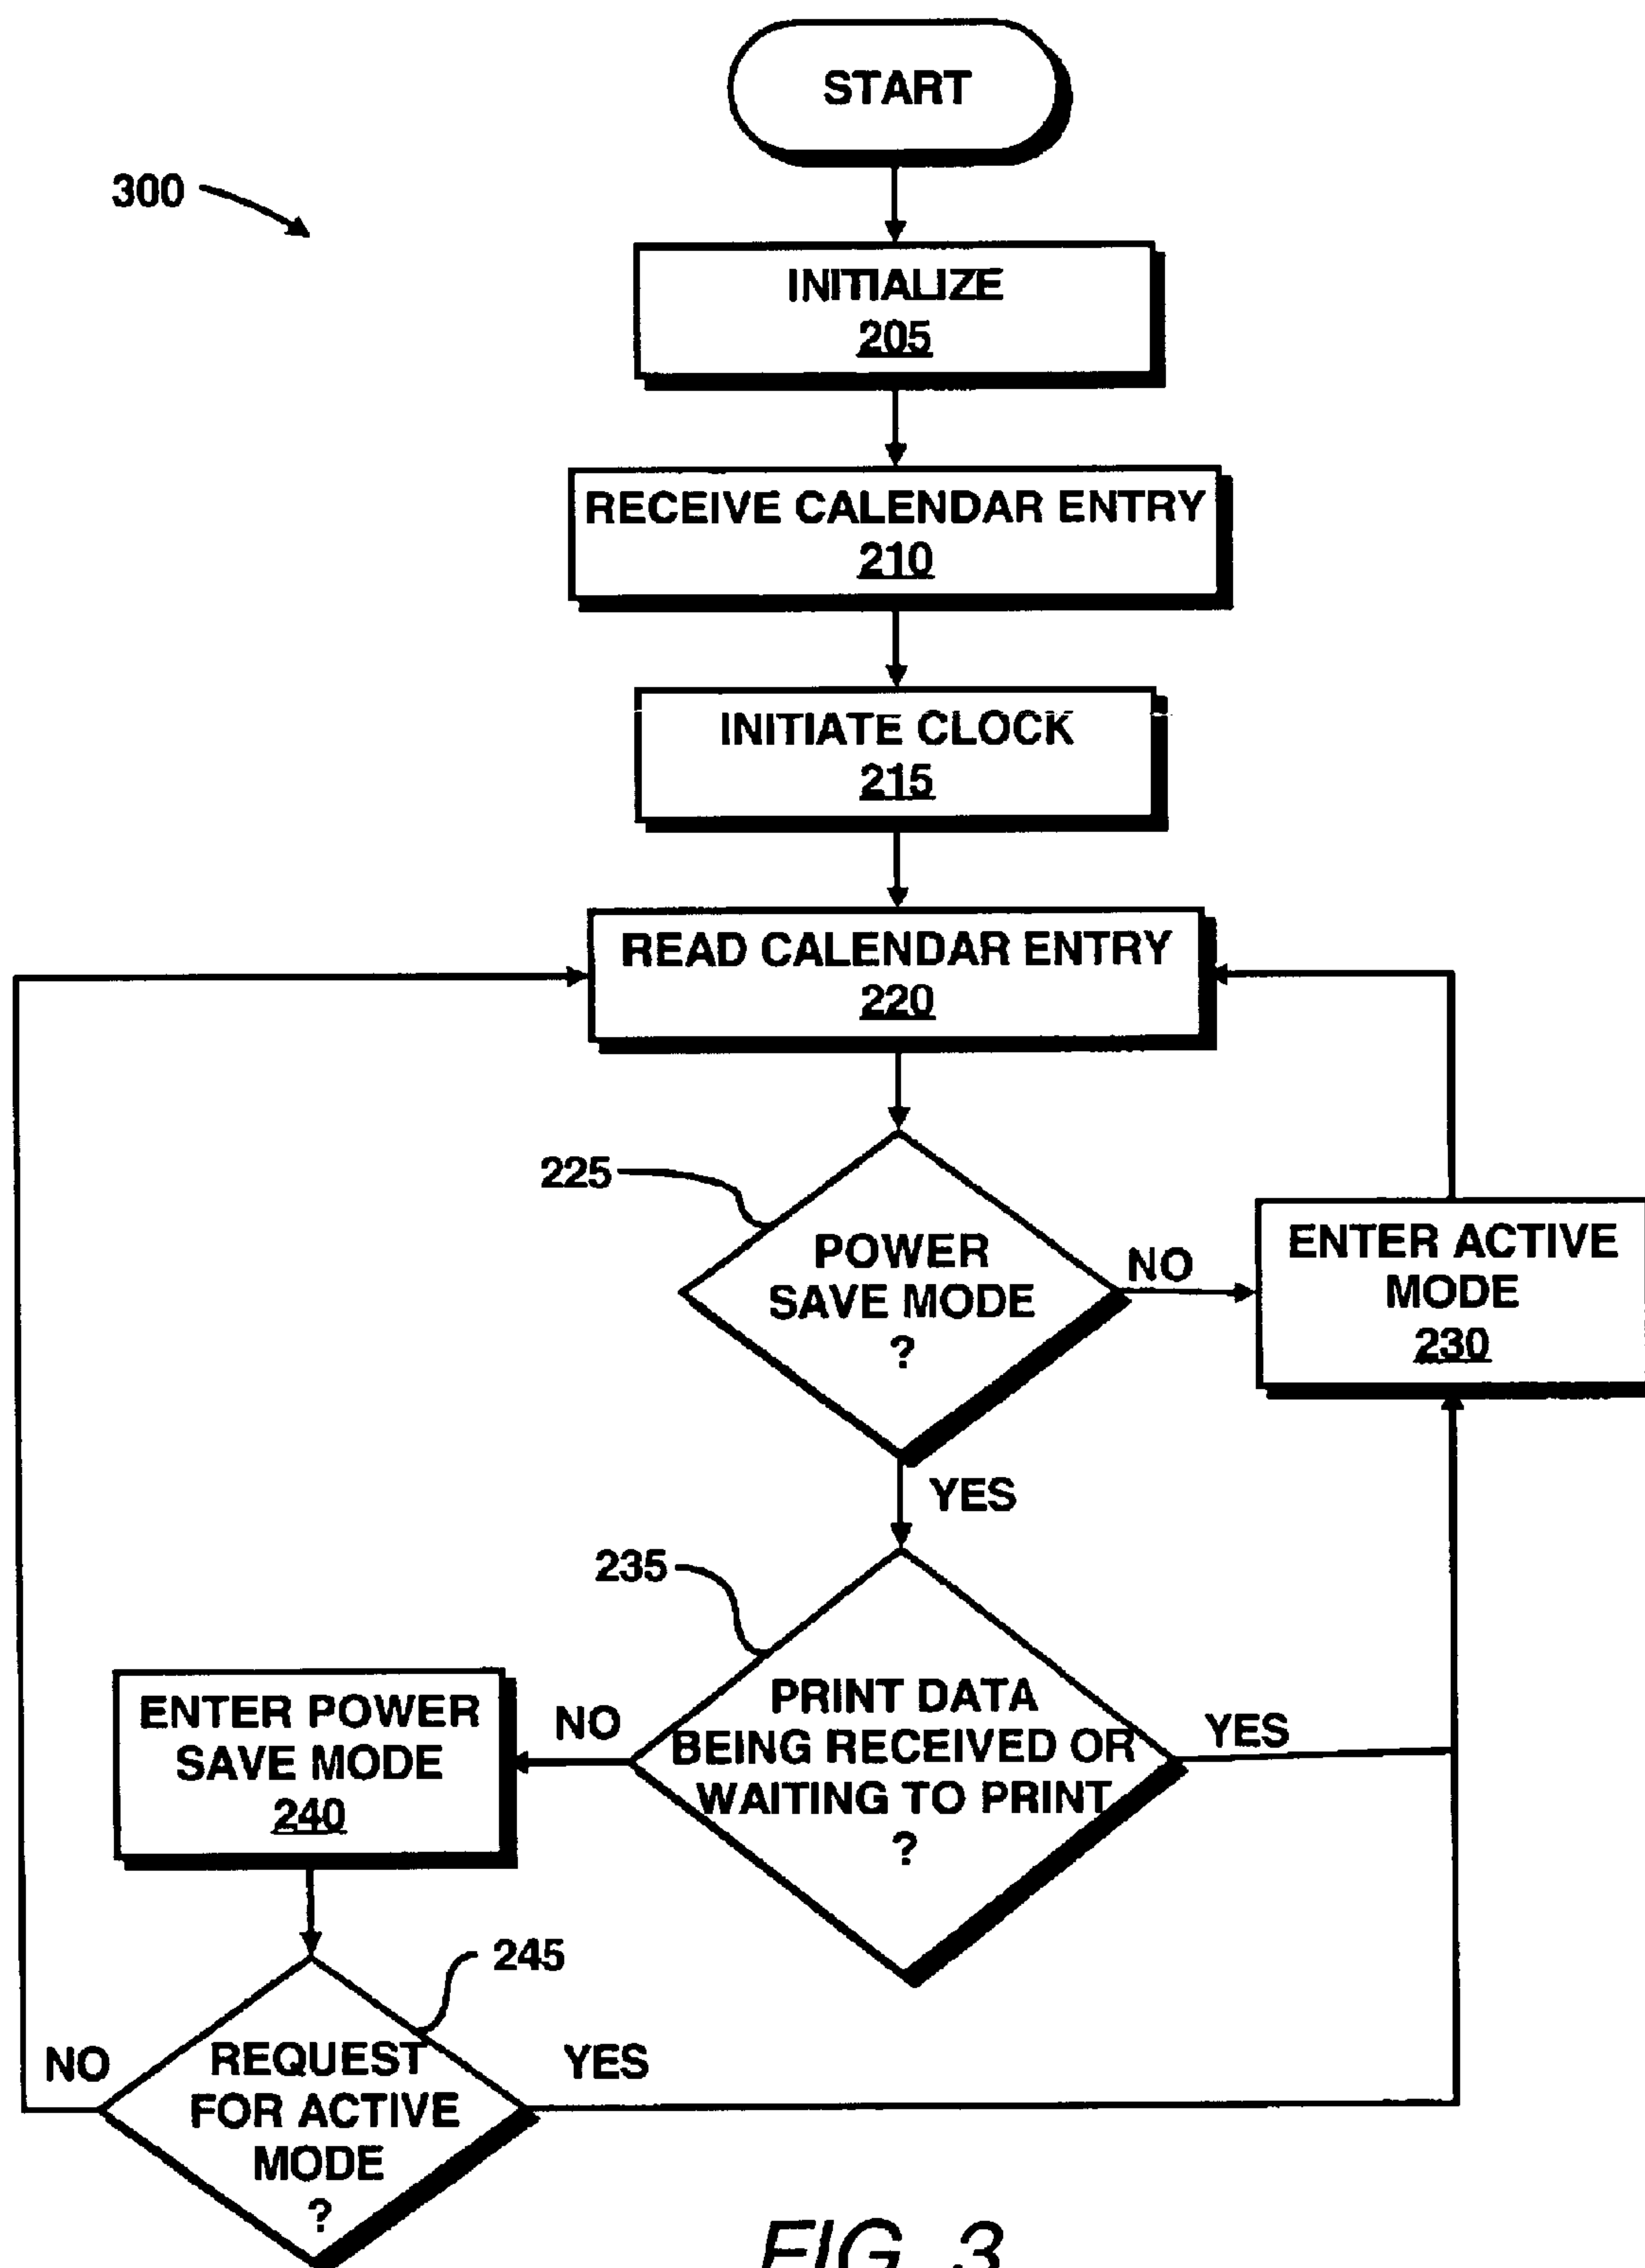 START
300
INITIALIZE
205
RECEIVE CALENDAR ENTRY
210
INITIATE CLOCK
215
READ CALENDAR ENTRY
220
225
POWER
SAVE MODE
?
NO
ENTER ACTIVE
MODE
230
YES
235
PRINT DATA
BEING RECEIVED OR
WAITING TO PRINT
?
NO
YES
ENTER POWER
SAVE MODE
240
245
REQUEST
FOR ACTIVE
MODE
?
NO
YES
FIG. 3